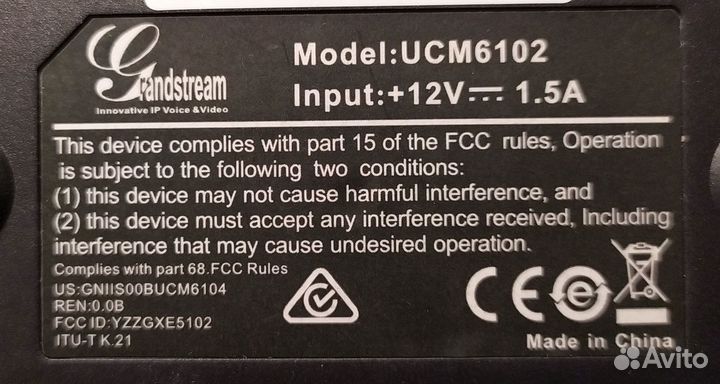 Grandstream
Innovative IP Voice & Video
Model:UCM6102
Input:+12V⎓ 1.5A
This device complies with part 15 of the FCC rules, Operation
is subject to the following two conditions:
(1) this device may not cause harmful interference, and
(2) this device must accept any interference received, Including
interference that may cause undesired operation.
Complies with part 68.FCC Rules
US:GNIIS00BUCM6104
REN:0.0B
FCC ID:YZZGXE5102
ITU-T K.21
CE
Made in China
Avito